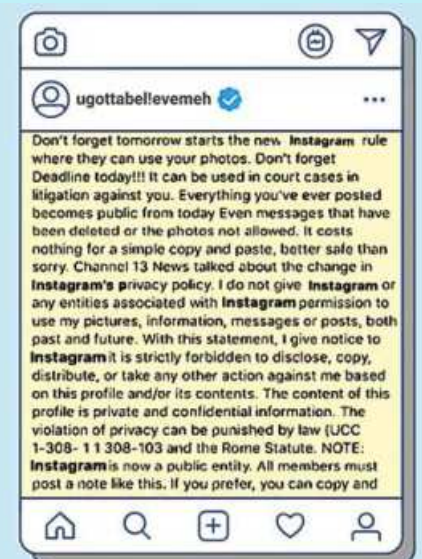 ugottabel!evemeh
Don't forget tomorrow starts the new Instagram rule
where they can use your photos. Don't forget
Deadline today!!! It can be used in court cases in
litigation against you. Everything you've ever posted
becomes public from today Even messages that have
been deleted or the photos not allowed. It costs
nothing for a simple copy and paste, better safe than
sorry. Channel 13 News talked about the change in
Instagram's privacy policy. I do not give Instagram or
any entities associated with Instagram permission to
use my pictures, information, messages or posts, both
past and future. With this statement, I give notice to
Instagram it is strictly forbidden to disclose, copy,
distribute, or take any other action against me based
on this profile and/or its contents. The content of this
profile is private and confidential information. The
violation of privacy can be punished by law (UCC
1-308- 1 1 308-103 and the Rome Statute. NOTE:
Instagram is now a public entity. All members must
post a note like this. If you prefer, you can copy and